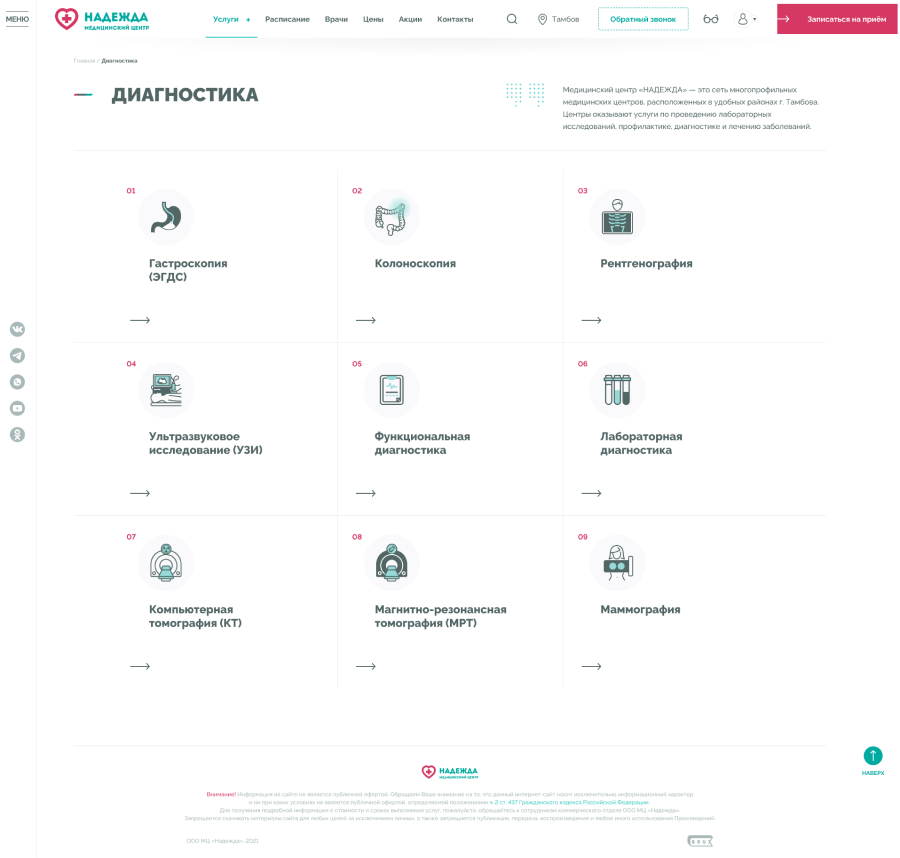 МЕНЮ
НАДЕЖДА
МЕДИЦИНСКИЙ ЦЕНТР
Услуги +
Расписание
Врачи
Цены
Акции
Контакты
Тамбов
Обратный звонок
Записаться на приём
Главная / Диагностика
ДИАГНОСТИКА
Медицинский центр «НАДЕЖДА» — это сеть многопрофильных
медицинских центров, расположенных в удобных районах г. Тамбова.
Центры оказывают услуги по проведению лабораторных
исследований, профилактике, диагностике и лечению заболеваний.
01
Гастроскопия
(ЭГДС)
02
Колоноскопия
03
Рентгенография
04
Ультразвуковое
исследование (УЗИ)
05
Функциональная
диагностика
06
Лабораторная
диагностика
07
Компьютерная
томография (КТ)
08
Магнитно-резонансная
томография (МРТ)
09
Маммография
НАВЕРХ
НАДЕЖДА
МЕДИЦИНСКИЙ ЦЕНТР
Внимание! Информация на сайте не является публичной офертой. Обращаем Ваше внимание на то, что данный интернет-сайт носит исключительно информационный характер
и ни при каких условиях не является публичной офертой, определяемой положениями ч. 2 ст. 437 Гражданского кодекса Российской Федерации.
Для получения подробной информации о стоимости и сроках выполнения услуг, пожалуйста, обращайтесь к сотрудникам коммерческого отдела ООО МЦ «Надежда».
Запрещается скачивать материалы сайта для любых целей за исключением личных, а также запрещается публикация, передача, воспроизведение и любое иного использования Произведений.
ООО МЦ «Надежда», 2021